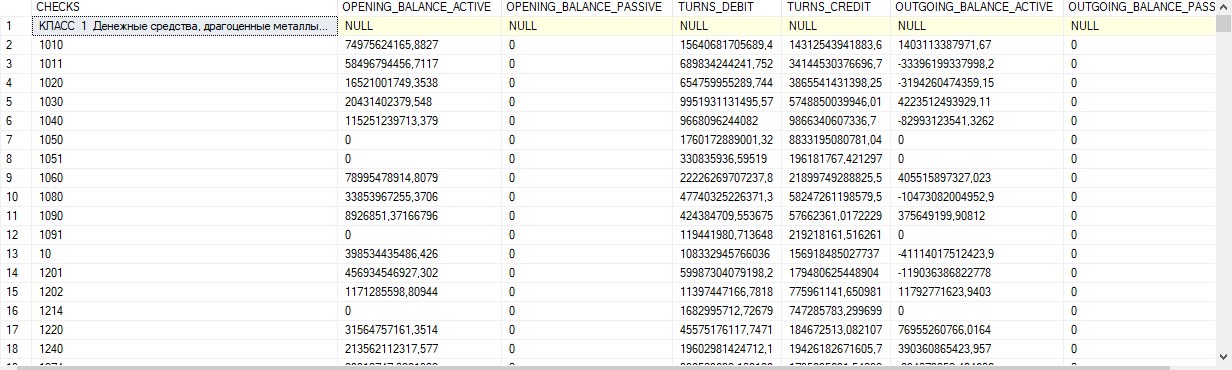 CHECKS OPENING_BALANCE_ACTIVE OPENING_BALANCE_PASSIVE TURNS_DEBIT TURNS_CREDIT OUTGOING_BALANCE_ACTIVE OUTGOING_BALANCE_PASS
1 КЛАСС 1 Денежные средства, драгоценные металлы... NULL NULL NULL NULL NULL NULL
2 1010 74975624165,8827 0 15640681705689,4 14312543941883,6 1403113387971,67 0
3 1011 58496794456,7117 0 689834244241,752 34144530376696,7 -33396199337998,2 0
4 1020 16521001749,3538 0 654759955289,744 3865541431398,25 -3194260474359,15 0
5 1030 20431402379,548 0 9951931131495,57 5748850039946,01 4223512493929,11 0
6 1040 115251239713,379 0 9668096244082 9866340607336,7 -82993123541,3262 0
7 1050 0 0 1760172889001,32 8833195080781,04 0 0
8 1051 0 0 330835936,59519 196181767,421297 0 0
9 1060 78995478914,8079 0 22226269707237,8 21899749288825,5 405515897327,023 0
10 1080 33853967255,3706 0 47740325226371,3 58247261198579,5 -10473082004952,9 0
11 1090 8926851,37166796 0 424384709,553675 57662361,0172229 375649199,90812 0
12 1091 0 0 119441980,713648 219218161,516261 0 0
13 10 398534435486,426 0 108332945766036 156918485027737 -41114017512423,9 0
14 1201 456934546927,302 0 59987304079198,2 179480625448904 -119036386822778 0
15 1202 1171285598,80944 0 11397447166,7818 775961141,650981 11792771623,9403 0
16 1214 0 0 1682995712,72679 747285783,299699 0 0
17 1220 31564757161,3514 0 45575176117,7471 184672513,082107 76955260766,0164 0
18 1240 213562112317,577 0 19602981424712,1 19426182671605,7 390360865423,957 0